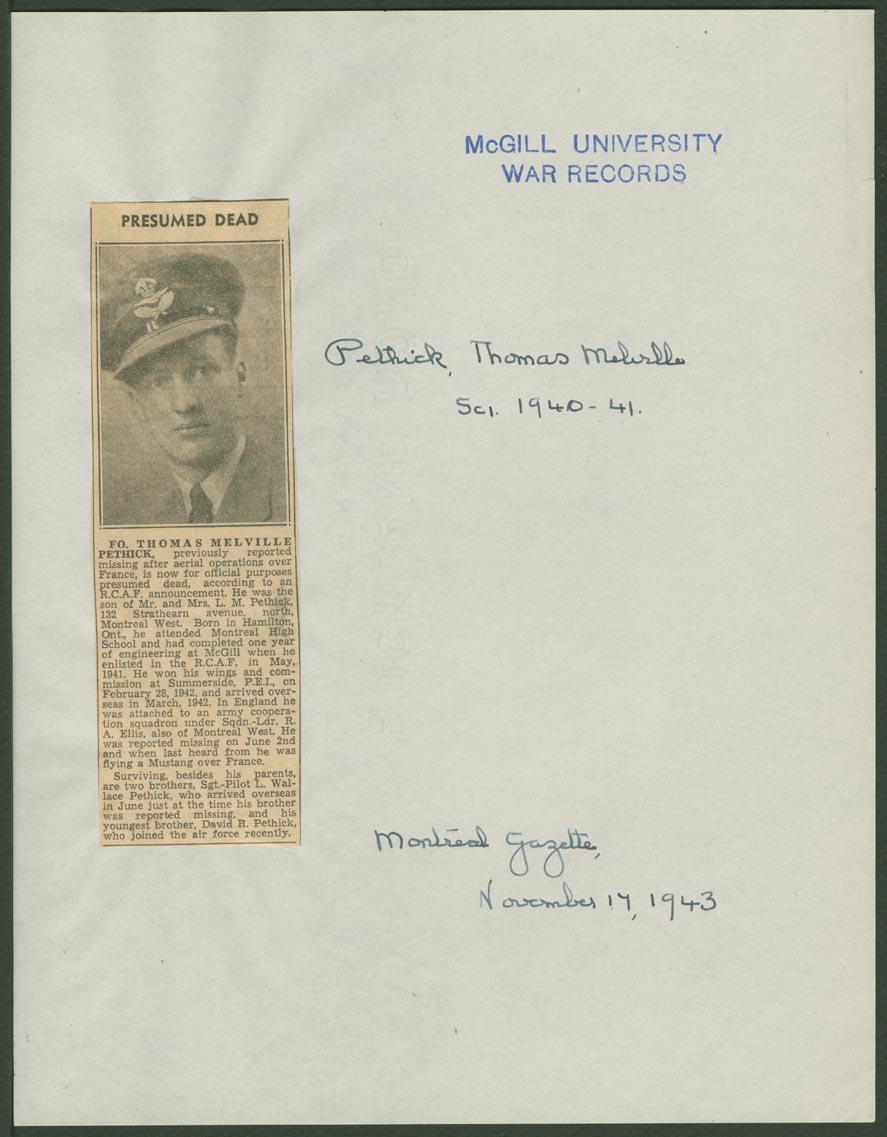 McGILL UNIVERSITY
WAR RECORDS
PRESUMED DEAD
Pethick, Thomas Melville
Sci. 1940-41.
FO. THOMAS MELVILLE
PETHICK, previously reported
missing after aerial operations over
France, is now for official purposes
presumed dead, according to an
R.C.A.F. announcement. He was the
son of Mr. and Mrs. L. M. Pethick,
132 Strathearn avenue, north,
Montreal West. Born in Hamilton,
Ont., he attended Montreal High
School and had completed one year
of engineering at McGill when he
enlisted in the R.C.A.F. in May,
1941. He won his wings and com-
mission at Summerside, P.E.I., on
February 28, 1942, and arrived over-
seas in March, 1942. In England he
was attached to an army coopera-
tion squadron under Sqdn.-Ldr. R.
A. Ellis, also of Montreal West. He
was reported missing on June 2nd
and when last heard from he was
flying a Mustang over France.
Surviving, besides his parents,
are two brothers, Sgt.-Pilot L. Wal-
lace Pethick, who arrived overseas
in June just at the time his brother
was reported missing, and his
youngest brother, David R. Pethick,
who joined the air force recently.
Montreal Gazette,
November 17, 1943